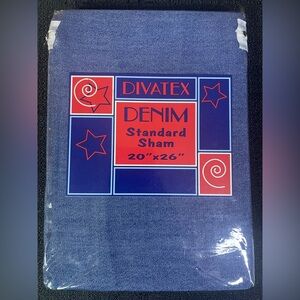 DIVATEX
DENIM
Standard
Sham
20"x26"